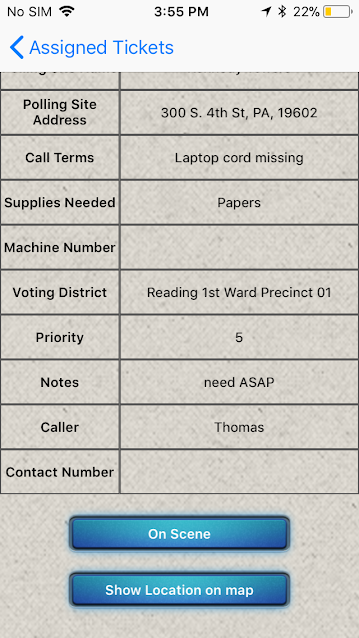 No SIM 3:55 PM 22%
Assigned Tickets
Polling Site
Address
300 S. 4th St, PA, 19602
Call Terms Laptop cord missing
Supplies Needed Papers
Machine Number
Voting District Reading 1st Ward Precinct 01
Priority 5
Notes need ASAP
Caller Thomas
Contact Number
On Scene
Show Location on map